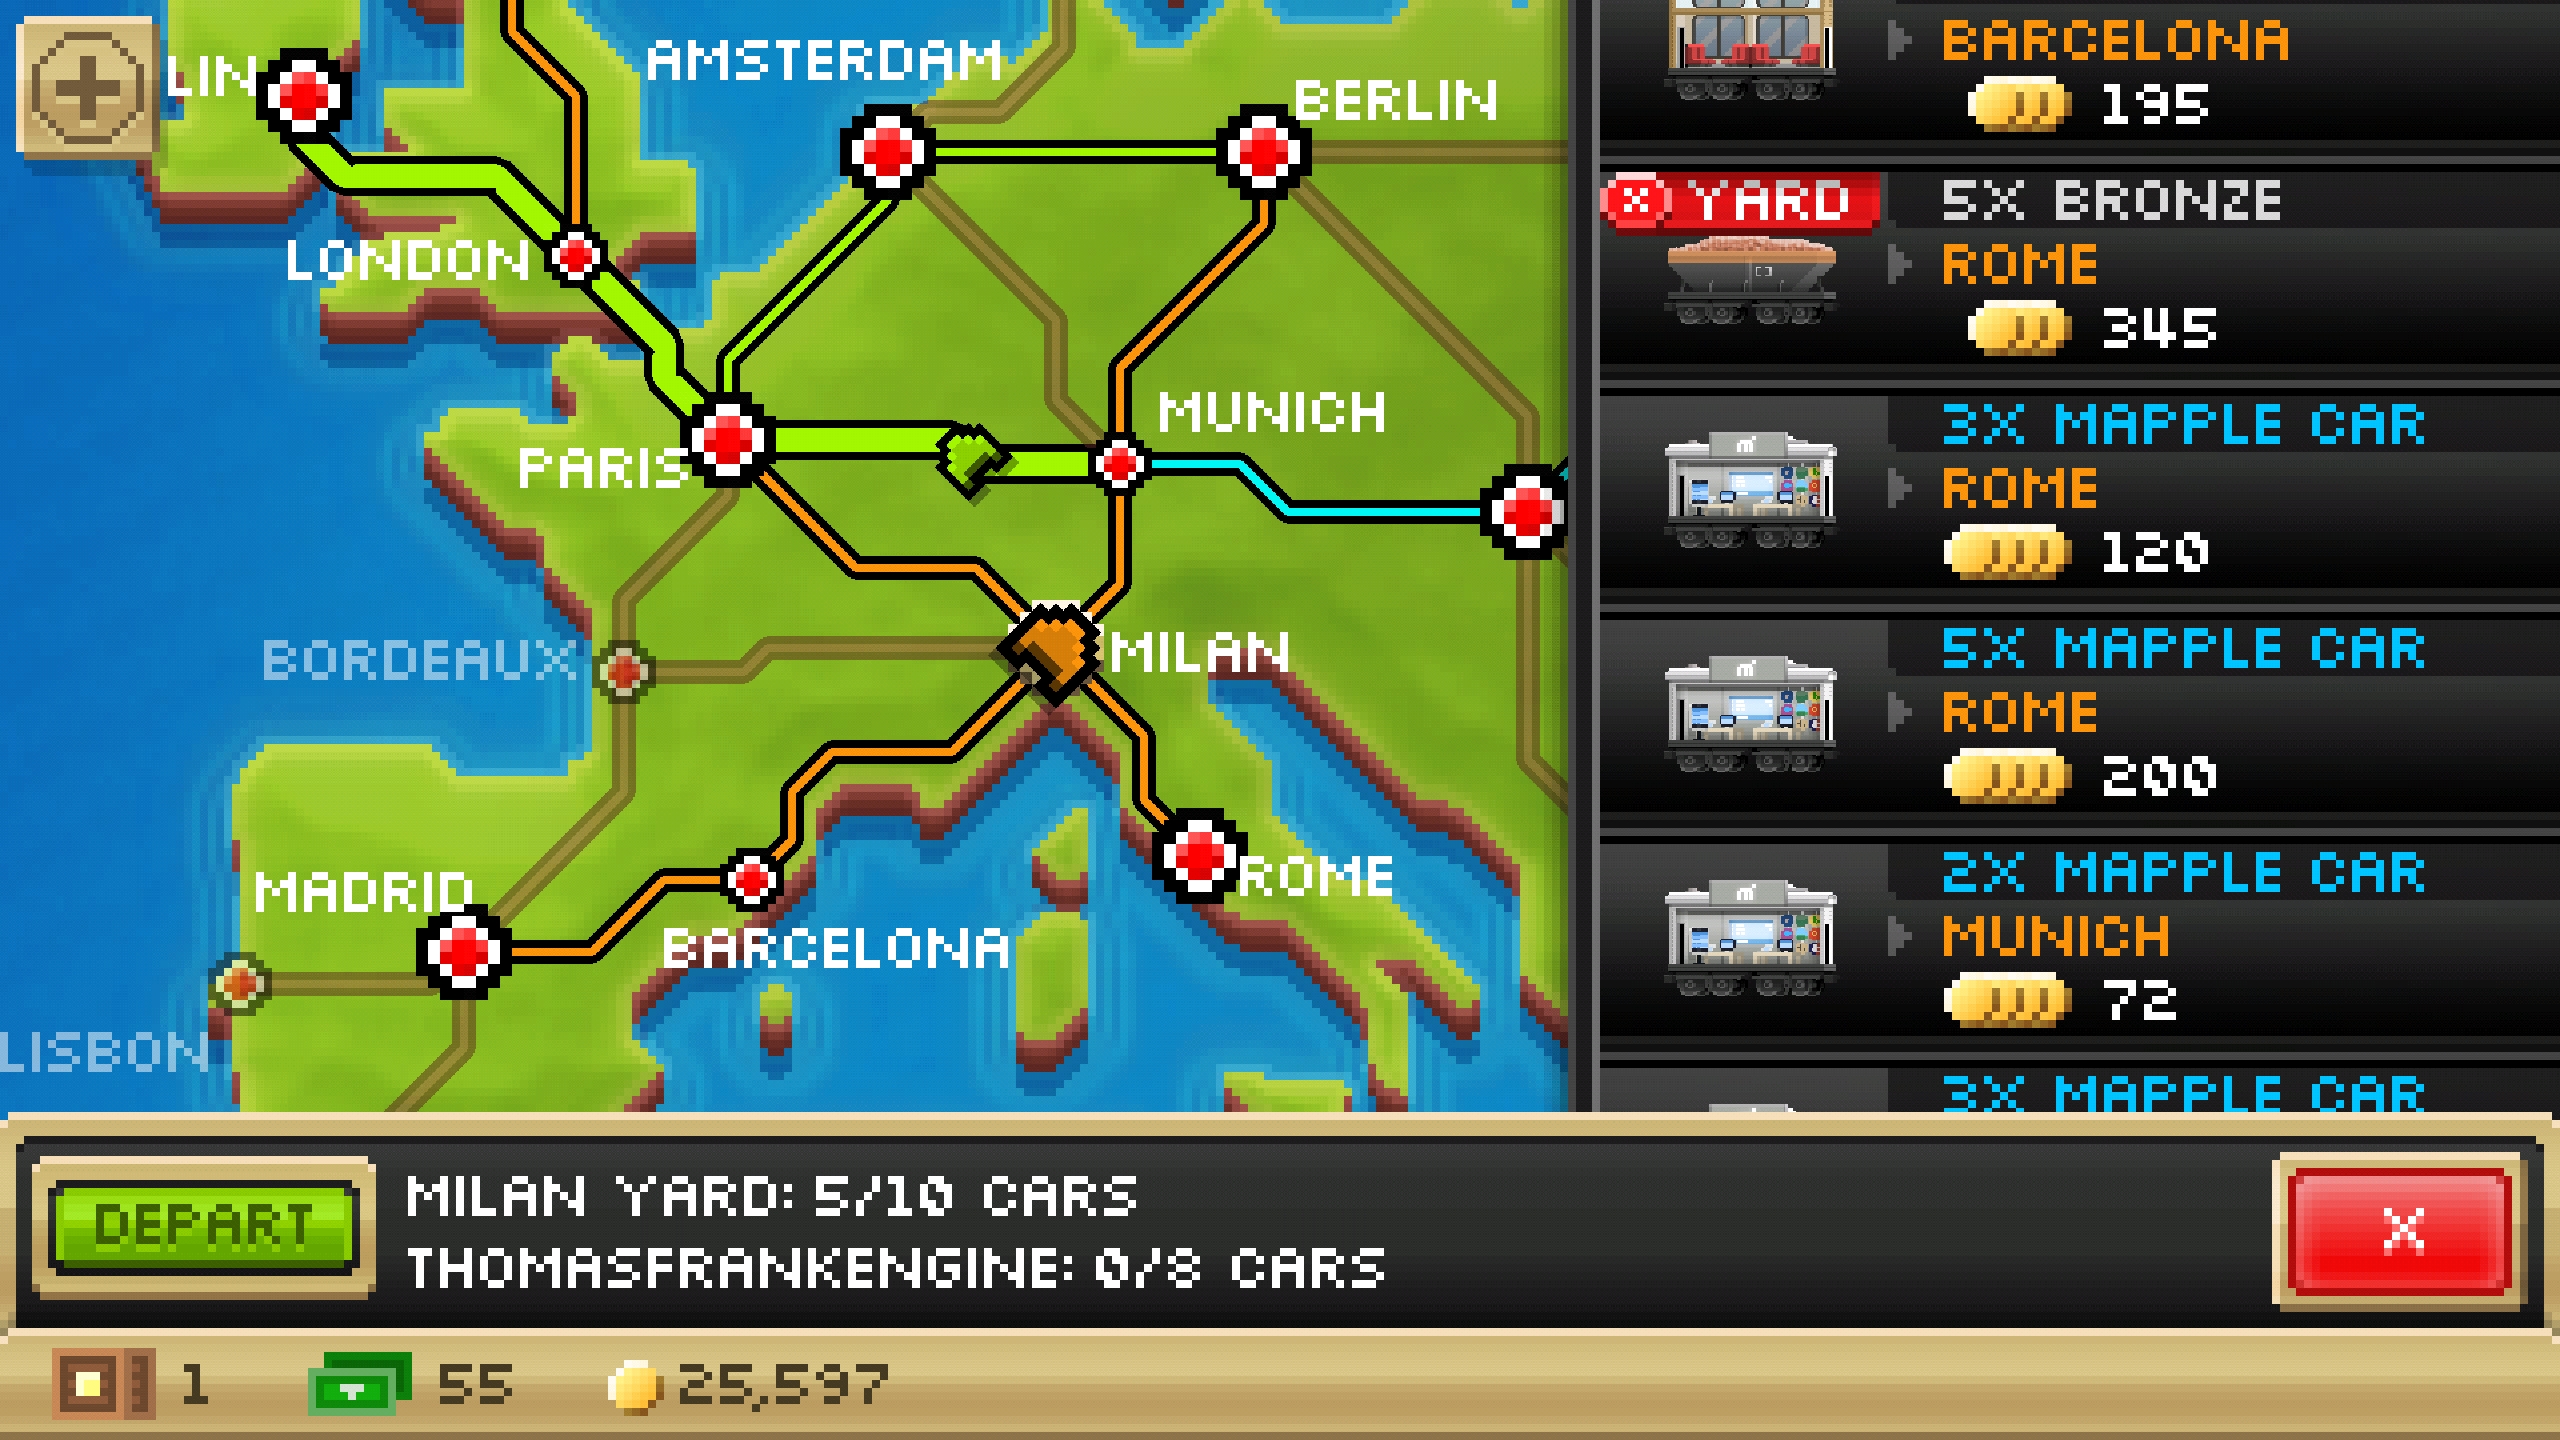 LIN
AMSTERDAM
BERLIN
LONDON
MUNICH
PARIS
BORDEAUX
MILAN
MADRID
ROME
BARCELONA
LISBON
BARCELONA
195
X YARD
5X BRONZE
ROME
345
3X MAPPLE CAR
ROME
120
5X MAPPLE CAR
ROME
200
2X MAPPLE CAR
MUNICH
72
3X MAPPLE CAR
DEPART
MILAN YARD: 5/10 CARS
THOMASFRANKENGINE: 0/8 CARS
X
1 55 25,597